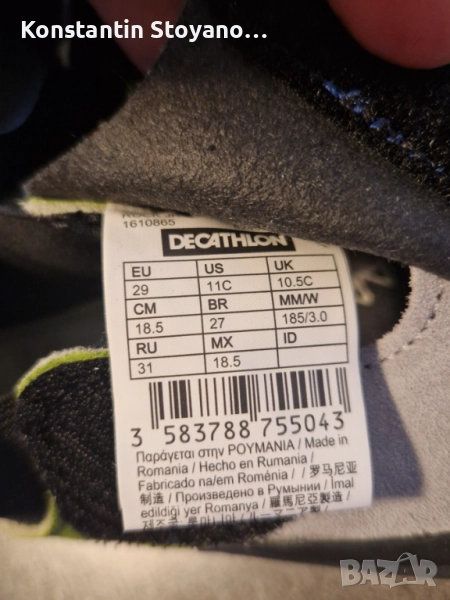 Konstantin Stoyano...
1610865
DECATHLON
EU US UK
29 11C 10.5C
CM BR MM/W
18.5 27 185/3.0
RU MX ID
31 18.5
3 583788 755043
Παράγεται στην ΡΟΥΜΑΝΙΑ / Made in
Romania / Hecho en Rumania /
Fabricado na/em Roménia / / 罗马尼亚
制造 / Произведено в Румынии / İmal
edildiği yer Romanya / 羅馬尼亞製造 /
BAZAR